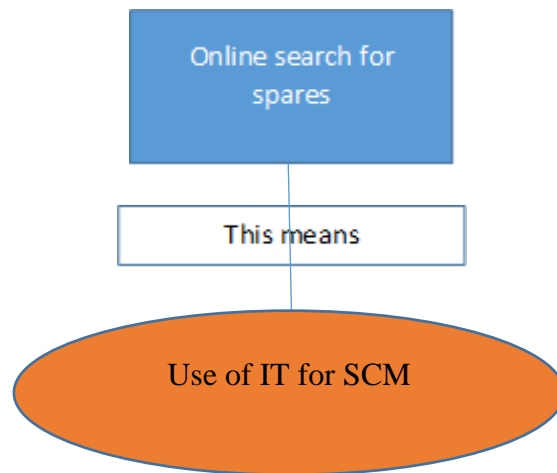 Online search for
spares
This means
Use of IT for SCM